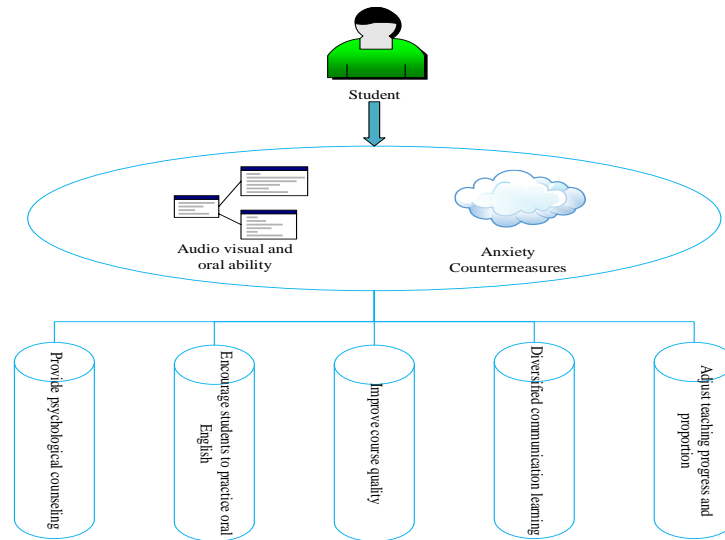 Student
Audio visual and
oral ability
Anxiety
Countermeasures
Provide psychological counseling
Encourage students to practice oral
English
Improve course quality
Diversified communication learning
Adjust teaching progress and
proportion